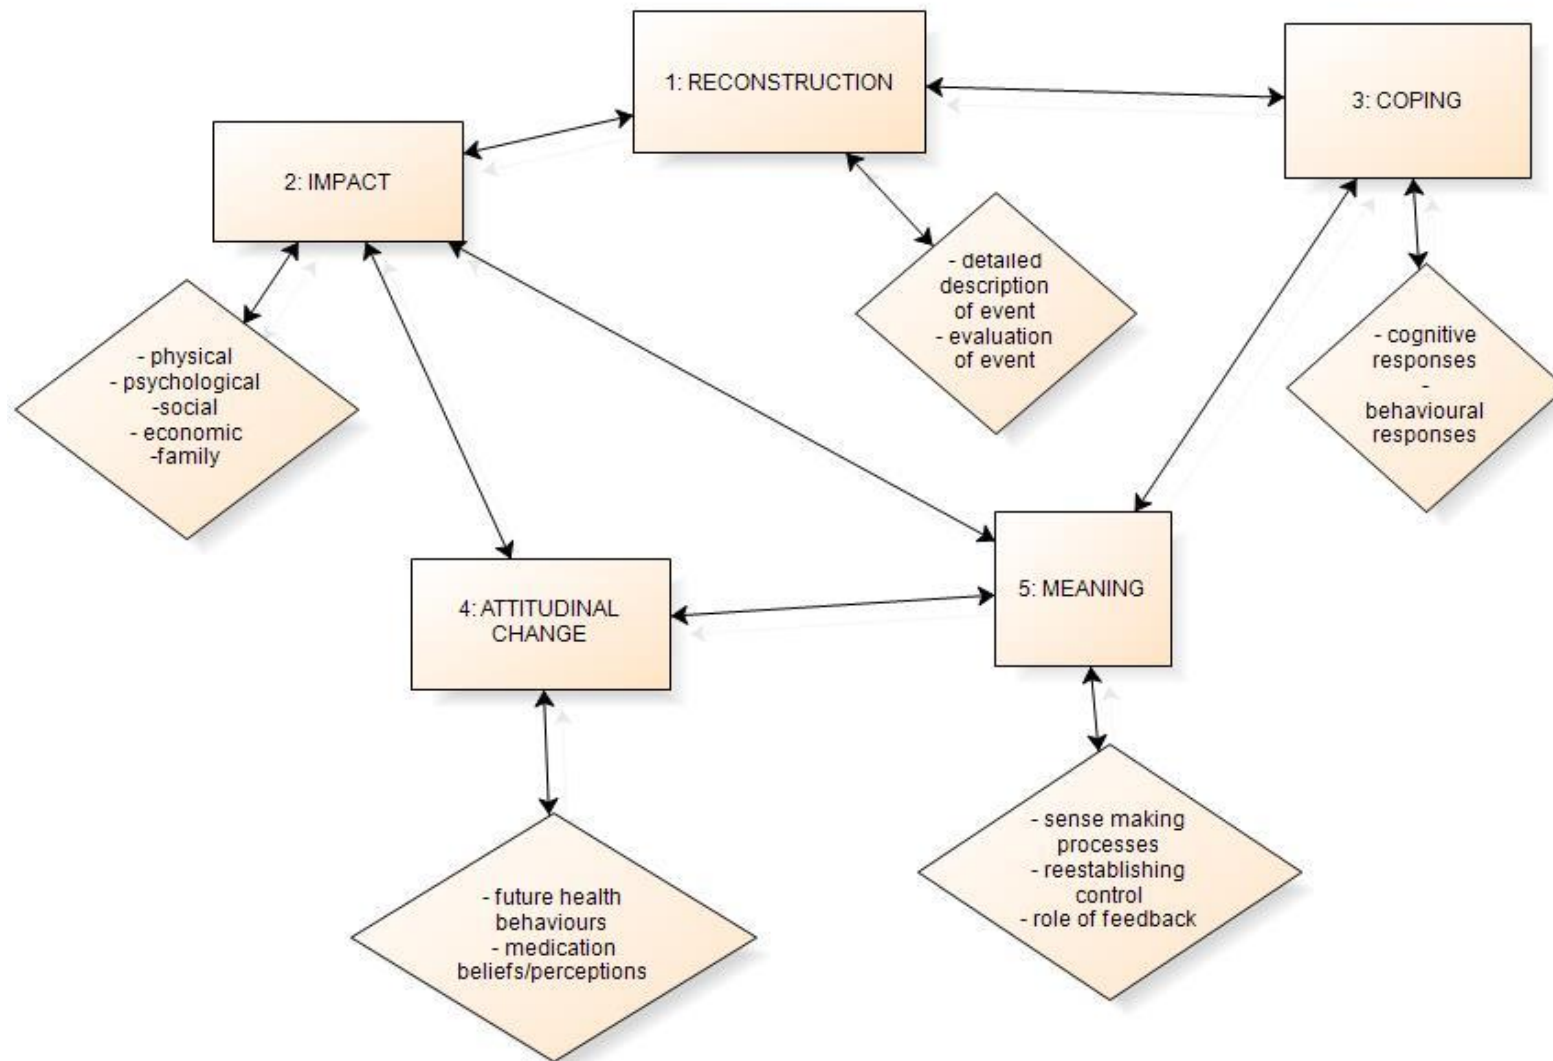 1: RECONSTRUCTION
- detailed
description
of event
- evaluation
of event
2: IMPACT
- physical
- psychological
-social
- economic
-family
3: COPING
- cognitive
responses
-
behavioural
responses
4: ATTITUDINAL
CHANGE
- future health
behaviours
- medication
beliefs/perceptions
5: MEANING
- sense making
processes
- reestablishing
control
- role of feedback